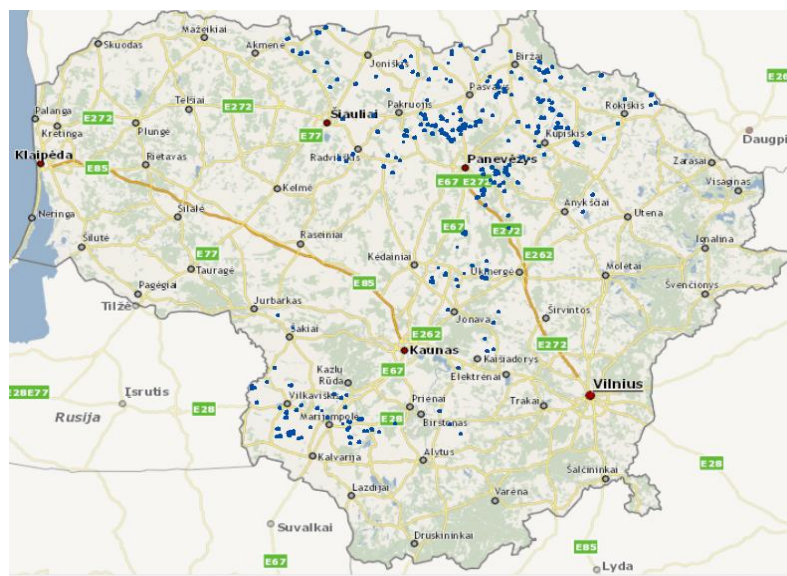 Mažeikiai
Skuodas
Akmenė
Joniškis
Biržai
E26
Palanga
E272
Telšiai
E272
Pakruojis
Pasvalys
Rokiškis
Kretinga
Plungė
Šiauliai
E77
Kupiškis
Daugpi
Klaipėda
Rietavas
Radviliškis
Panevėžys
Zarasai
E85
Kelmė
E67
E272
Visaginas
Neringa
Šilalė
Anykščiai
Utena
E67
E272
Šilutė
Raseiniai
Ignalina
E77
Kėdainiai
E262
Tauragė
Ukmergė
Molėtai
Pagėgiai
E85
Švenčionys
Tilžė
Jurbarkas
Jonava
Širvintos
Šakiai
E262
E272
Kaunas
Kaišiadorys
E28E77
Įsrutis
Kazlų
Rūda
E67
Elektrėnai
Vilnius
Rusija
E28
Vilkaviškis
Prienai
Trakai
Marijampolė
E28
Birštonas
Kalvarija
Alytus
E28
Šalčininkai
Lazdijai
Varėna
Suvalkai
Druskininkai
E67
E85
Lyda